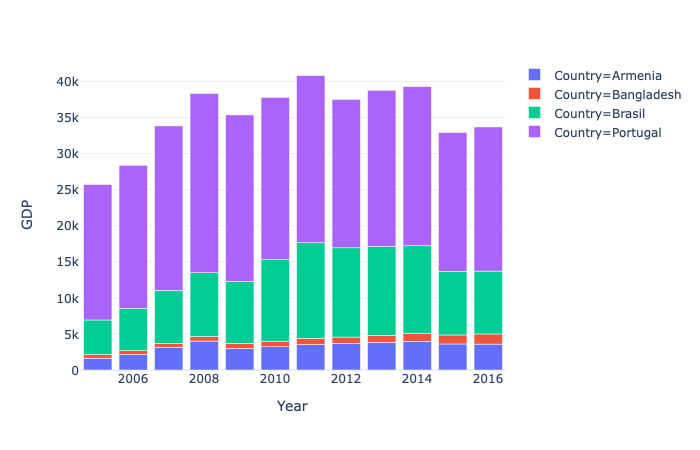 Country=Armenia
Country=Bangladesh
Country=Brasil
Country=Portugal
40k
35k
30k
25k
20k
15k
10k
5k
0
GDP
2006 2008 2010 2012 2014 2016
Year